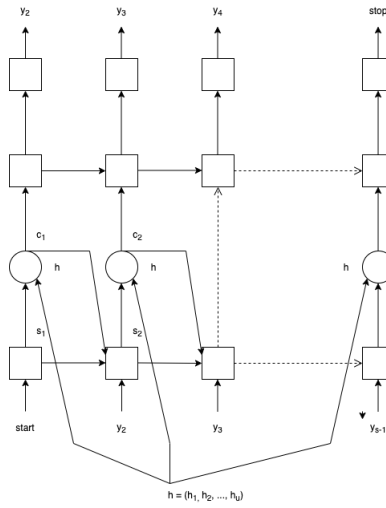 y2 y3 y4 stop
c1 c2
h h h
s1 s2
start y2 y3 ys-1
h = (h1, h2, ..., hu)